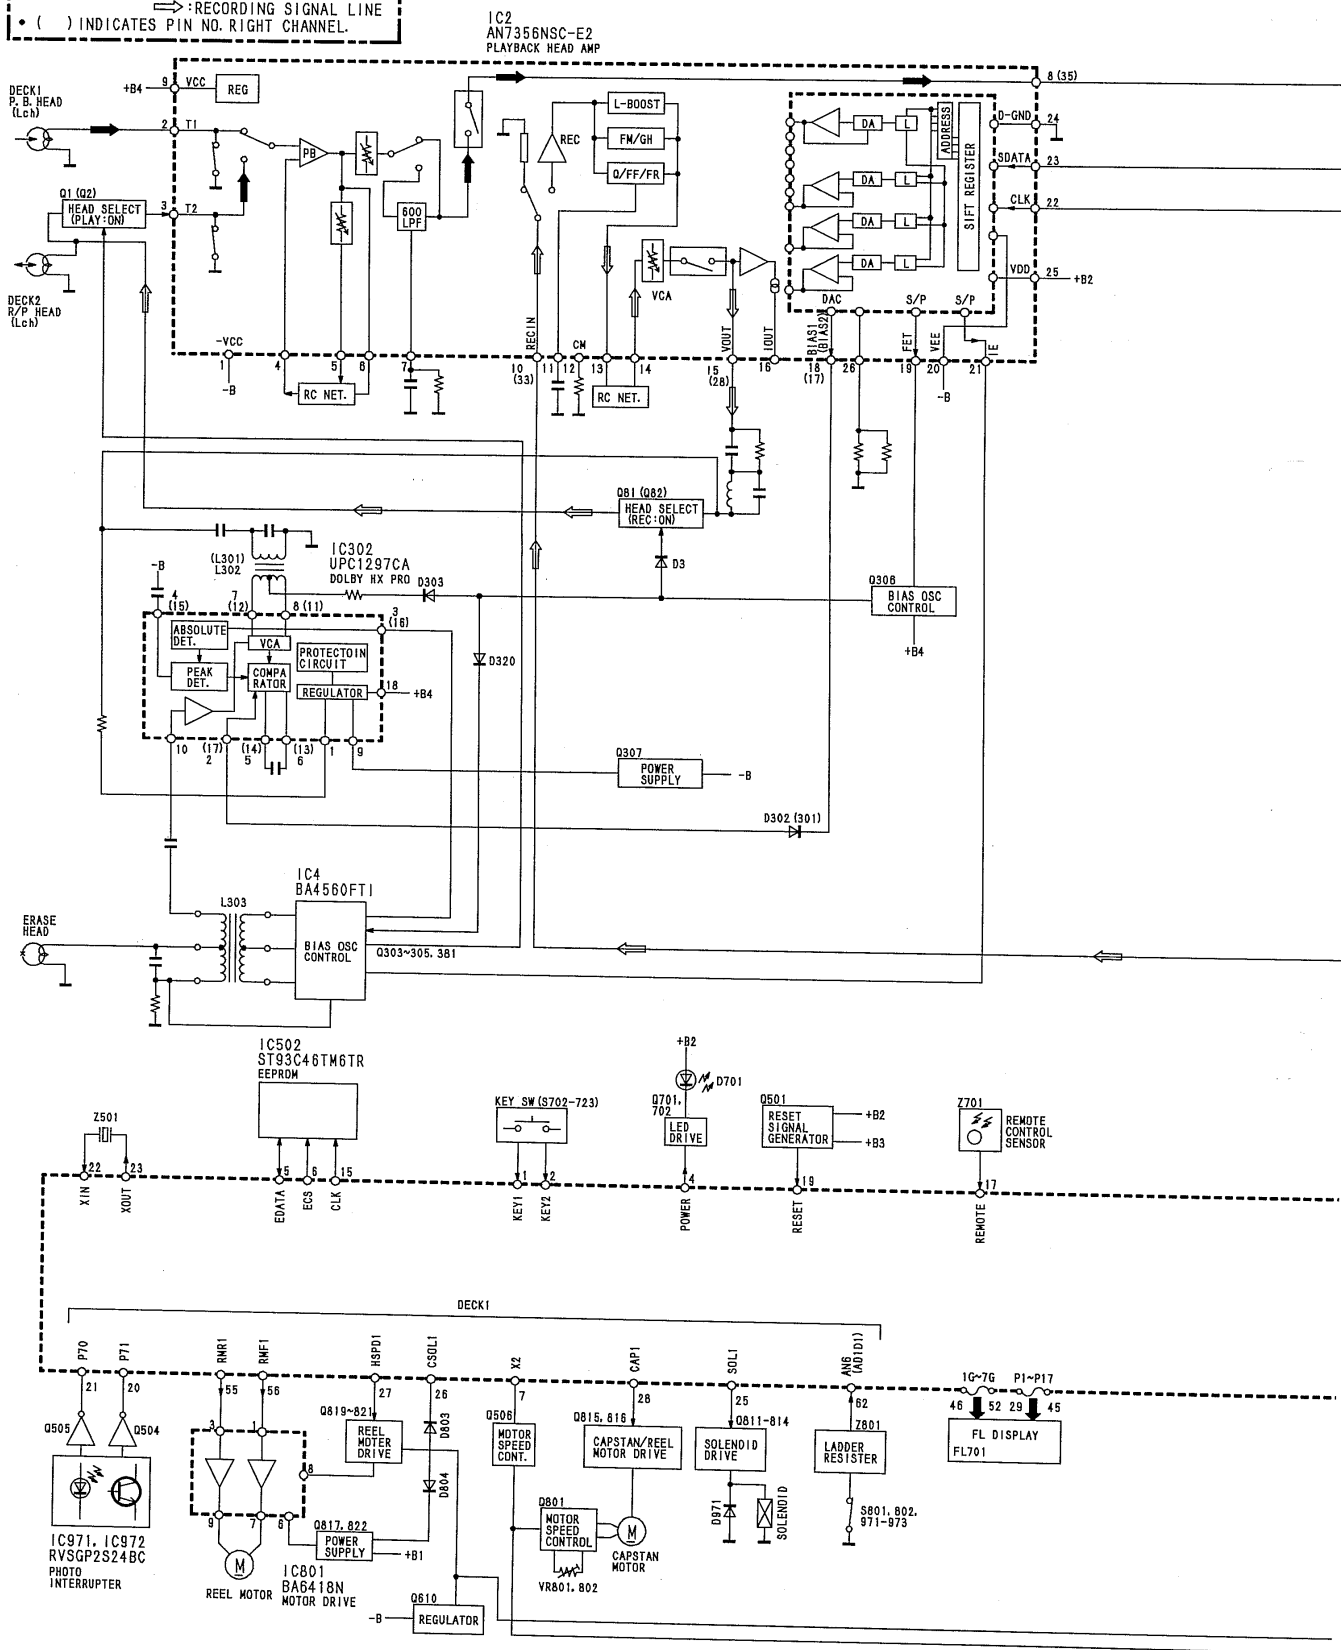 :RECORDING SIGNAL LINE
• (    ) INDICATES PIN NO. RIGHT CHANNEL.
IC2
AN7356NSC-E2
PLAYBACK HEAD AMP
DECK1
P.B. HEAD
(Lch)
+B4
9
VCC
REG
2
T1
PB
Q1 (Q2)
HEAD SELECT
(PLAY:ON)
3
T2
DECK2
R/P HEAD
(Lch)
600
LPF
REC
L-BOOST
FM/GH
Q/FF/FR
VCA
8 (35)
DA
L
DA
L
DA
L
DA
L
ADDRESS
SIFT REGISTER
D-GND
24
SDATA
23
CLK
22
VDD
25
+B2
DAC
S/P
S/P
-VCC
1
-B
4
5
6
RC NET.
7
RECIN
10
(33)
11
CM
12
13
14
RC NET.
VOUT
15
(28)
IOUT
16
BIAS1
(BIAS2)
18
(17)
26
FET
19
VEE
20
-B
IE
21
Q81 (Q82)
HEAD SELECT
(REC:ON)
D3
Q306
BIAS OSC
CONTROL
+B4
(L301)
L302
IC302
UPC1297CA
DOLBY HX PRO
D303
-B
4
(15)
7
(12)
8 (11)
3
(16)
ABSOLUTE
DET.
VCA
PROTECTOIN
CIRCUIT
PEAK
DET.
COMPA
RATOR
REGULATOR
18
+B4
D320
10
(17)
2
(14)
5
(13)
6
1
9
Q307
POWER
SUPPLY
-B
D302 (301)
IC4
BA4560FT1
L303
ERASE
HEAD
BIAS OSC
CONTROL
Q303~305, 381
IC502
ST93C46TM6TR
EEPROM
Z501
22
23
XIN
XOUT
5
6
15
EDATA
ECS
CLK
KEY SW (S702-723)
1
2
KEY1
KEY2
+B2
D701
Q701,
702
LED
DRIVE
4
POWER
Q501
RESET
SIGNAL
GENERATOR
+B2
+B3
19
RESET
Z701
REMOTE
CONTROL
SENSOR
17
REMOTE
DECK1
P70
P71
RMR1
RMF1
HSPD1
CSOL1
X2
CAP1
SOL1
AN6
(AD1D1)
1G~7G
P1~P17
21
20
55
56
27
26
7
28
25
62
46
52
29
45
Q505
Q504
3
1
8
9
7
6
Q819~821
REEL
MOTER
DRIVE
D803
D804
Q506
MOTOR
SPEED
CONT.
Q815, 816
CAPSTAN/REEL
MOTOR DRIVE
Q811-814
SOLENOID
DRIVE
Z801
LADDER
RESISTER
FL DISPLAY
FL701
IC971, IC972
RVSGP2S24BC
PHOTO
INTERRUPTER
M
REEL MOTOR
Q817, 822
POWER
SUPPLY
+B1
IC801
BA6418N
MOTOR DRIVE
Q801
MOTOR
SPEED
CONTROL
M
CAPSTAN
MOTOR
VR801, 802
D971
SOLENOID
S801, 802,
971-973
Q610
-B
REGULATOR